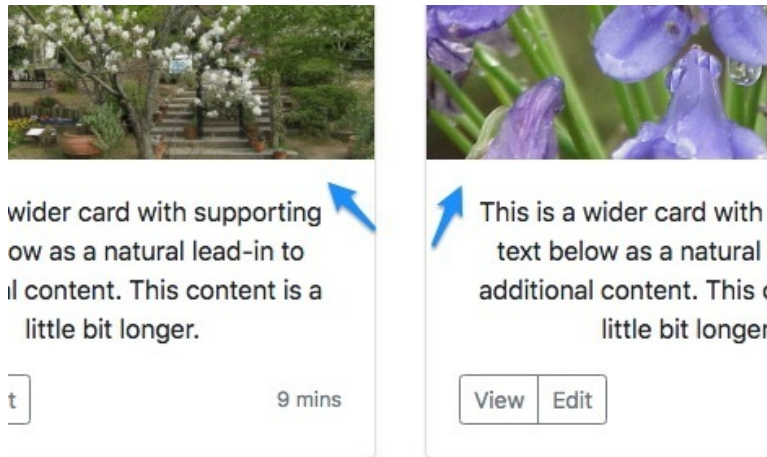 wider card with supporting
ow as a natural lead-in to
l content. This content is a
little bit longer.
t
9 mins
This is a wider card with
text below as a natural
additional content. This c
little bit longer
View
Edit